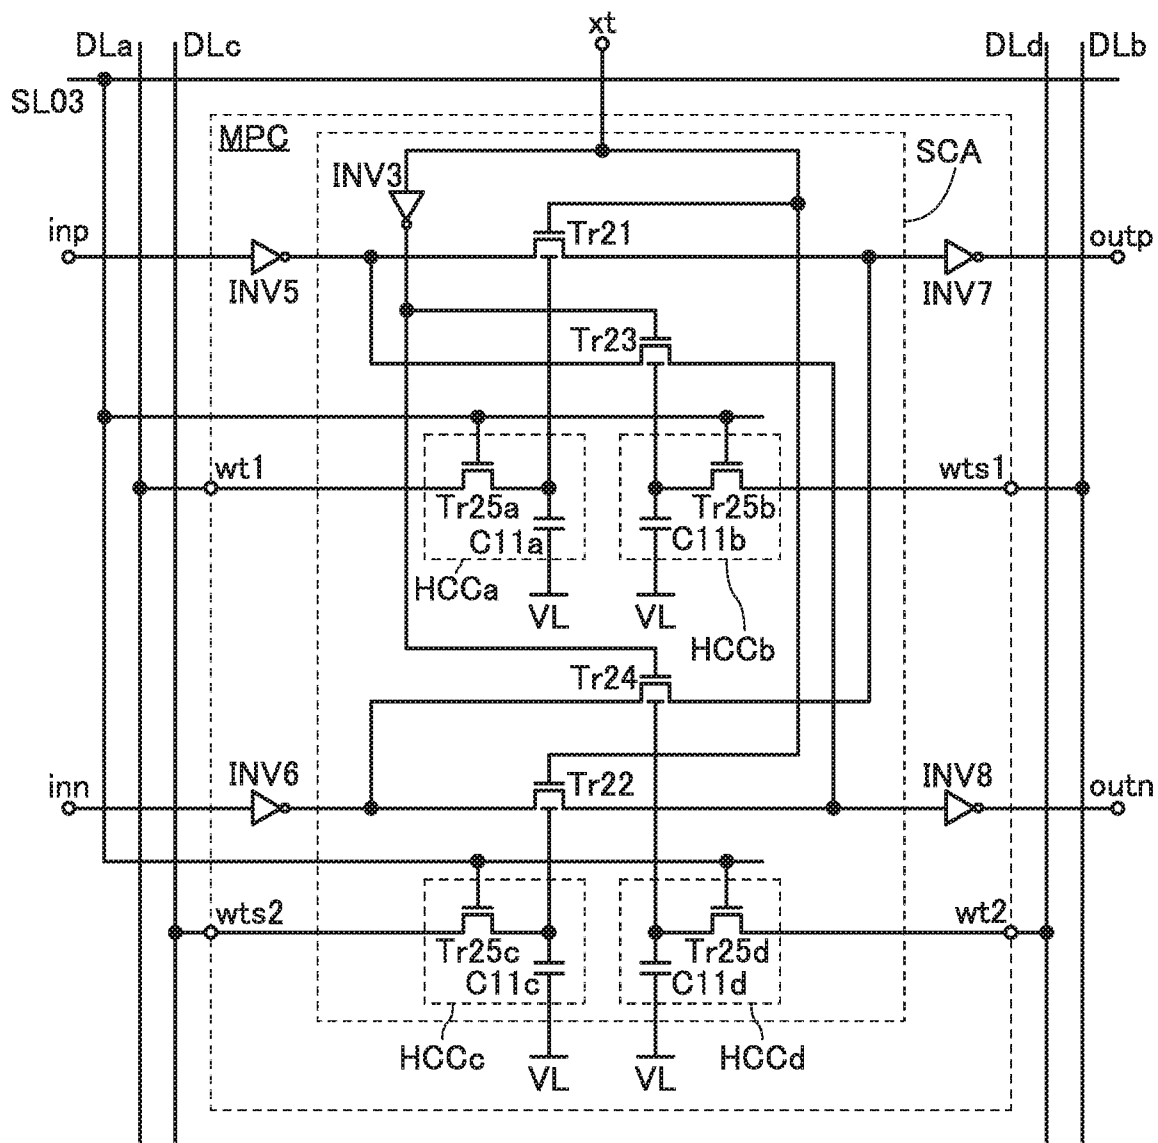 xt
DLa DLc DLd DLb
SL03
MPC
SCA
INV3
Tr21
inp
outp
INV5
INV7
Tr23
wt1
wts1
Tr25a
Tr25b
C11a
C11b
HCCa
VL
VL
HCCb
Tr24
INV6
Tr22
INV8
inn
outn
wts2
wt2
Tr25c
Tr25d
C11c
C11d
HCCc
HCCd
VL
VL